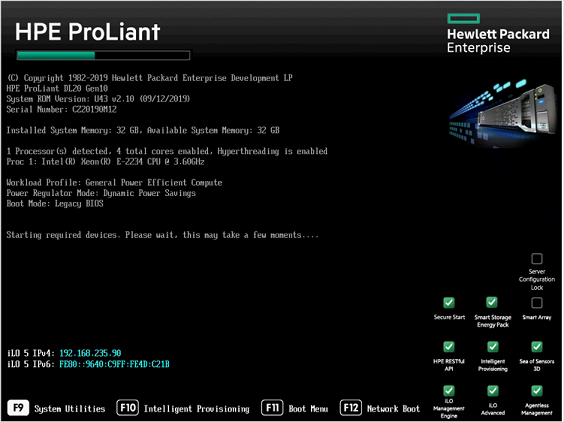 HPE ProLiant
Hewlett Packard
Enterprise
(C) Copyright 1982-2019 Hewlett Packard Enterprise Development LP
HPE ProLiant DL20 Gen10
System ROM Version: U43 v2.10 (09/12/2019)
Serial Number: CZ20190M12
Installed System Memory: 32 GB, Available System Memory: 32 GB
1 Processor(s) detected, 4 total cores enabled, Hyperthreading is enabled
Proc 1: Intel(R) Xeon(R) E-2234 CPU @ 3.60GHz
Workload Profile: General Power Efficient Compute
Power Regulator Mode: Dynamic Power Savings
Boot Mode: Legacy BIOS
Starting required devices. Please wait, this may take a few moments....
Server
Configuration
Lock
Secure Start
Smart Storage
Energy Pack
Smart Array
HPE RESTful
API
Intelligent
Provisioning
Sea of Sensors
3D
iLO
Management
Engine
iLO
Advanced
Agentless
Management
iLO 5 IPv4: 192.168.235.90
iLO 5 IPv6: FE80::9640:C9FF:FE4D:C21B
F9 System Utilities F10 Intelligent Provisioning F11 Boot Menu F12 Network Boot